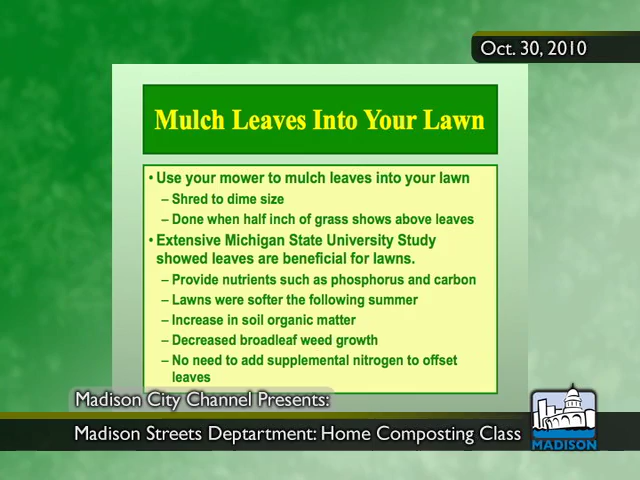 Oct. 30, 2010
Mulch Leaves Into Your Lawn
• Use your mower to mulch leaves into your lawn
– Shred to dime size
– Done when half inch of grass shows above leaves
• Extensive Michigan State University Study
showed leaves are beneficial for lawns.
– Provide nutrients such as phosphorus and carbon
– Lawns were softer the following summer
– Increase in soil organic matter
– Decreased broadleaf weed growth
– No need to add supplemental nitrogen to offset
leaves
Madison City Channel Presents:
Madison Streets Deptartment: Home Composting Class
MADISON